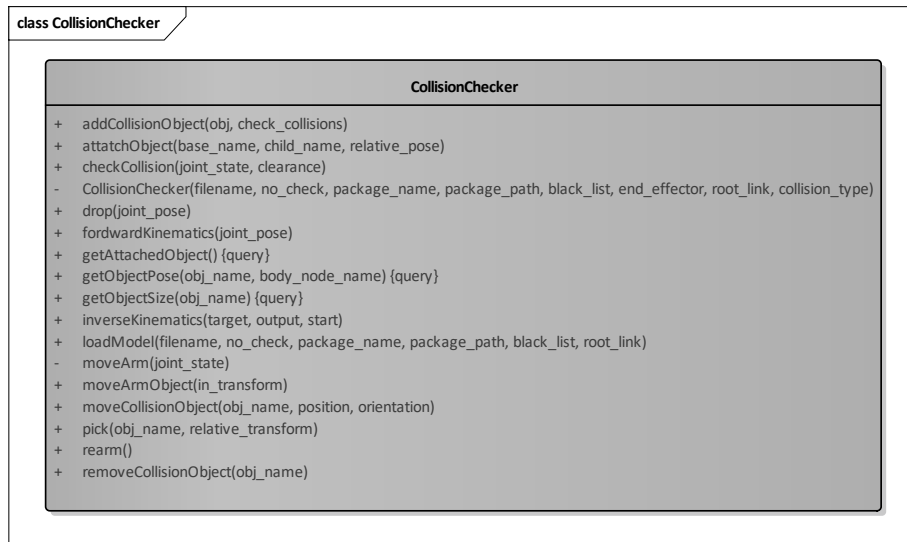 class CollisionChecker
CollisionChecker
+ addCollisionObject(obj, check_collisions)
+ attatchObject(base_name, child_name, relative_pose)
+ checkCollision(joint_state, clearance)
- CollisionChecker(filename, no_check, package_name, package_path, black_list, end_effector, root_link, collision_type)
+ drop(joint_pose)
+ fordwardKinematics(joint_pose)
+ getAttachedObject() {query}
+ getObjectPose(obj_name, body_node_name) {query}
+ getObjectSize(obj_name) {query}
+ inverseKinematics(target, output, start)
+ loadModel(filename, no_check, package_name, package_path, black_list, root_link)
- moveArm(joint_state)
+ moveArmObject(in_transform)
+ moveCollisionObject(obj_name, position, orientation)
+ pick(obj_name, relative_transform)
+ rearm()
+ removeCollisionObject(obj_name)